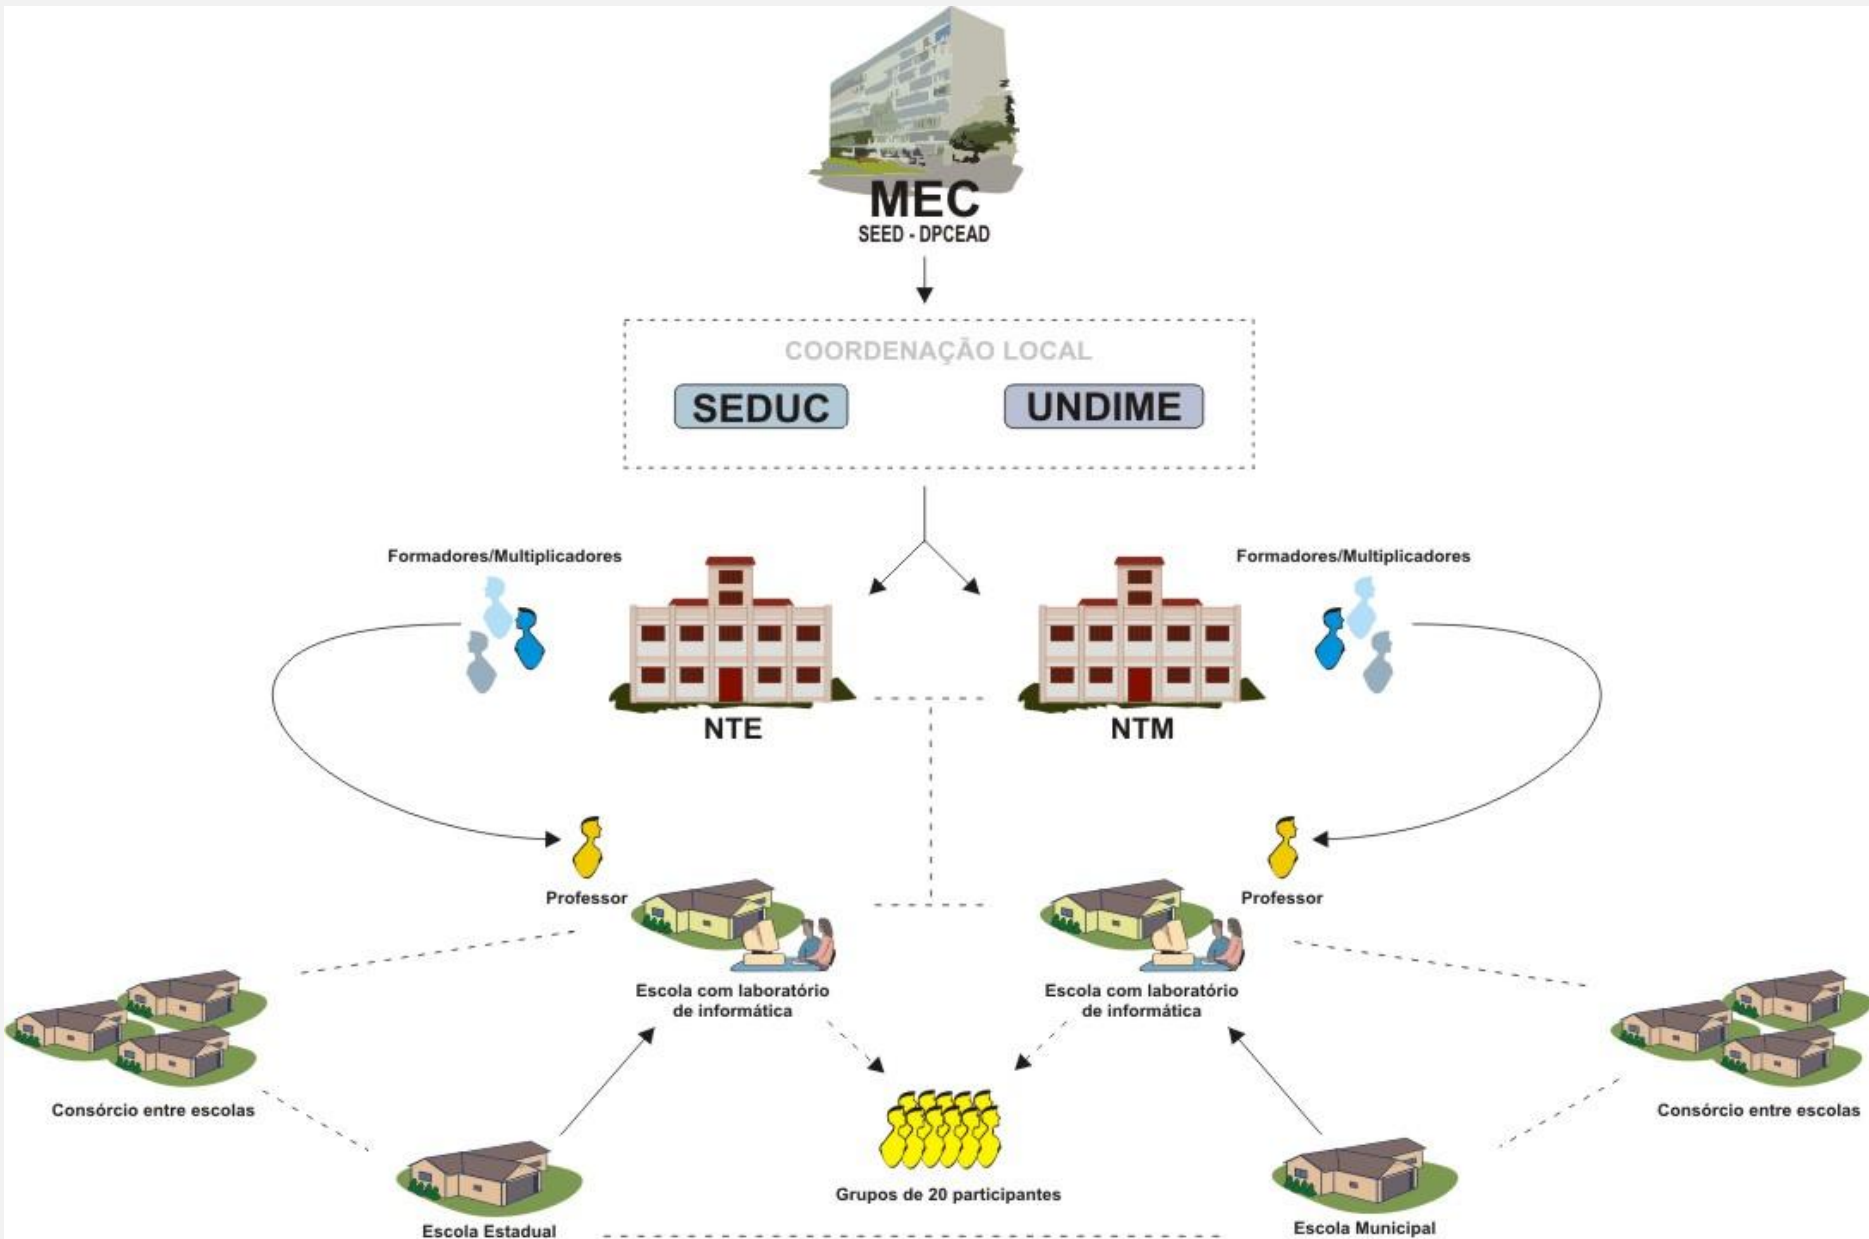 MEC
SEED - DPCEAD
COORDENAÇÃO LOCAL
SEDUC
UNDIME
Formadores/Multiplicadores
Formadores/Multiplicadores
NTE
NTM
Professor
Professor
Escola com laboratório
de informática
Escola com laboratório
de informática
Consórcio entre escolas
Consórcio entre escolas
Grupos de 20 participantes
Escola Estadual
Escola Municipal